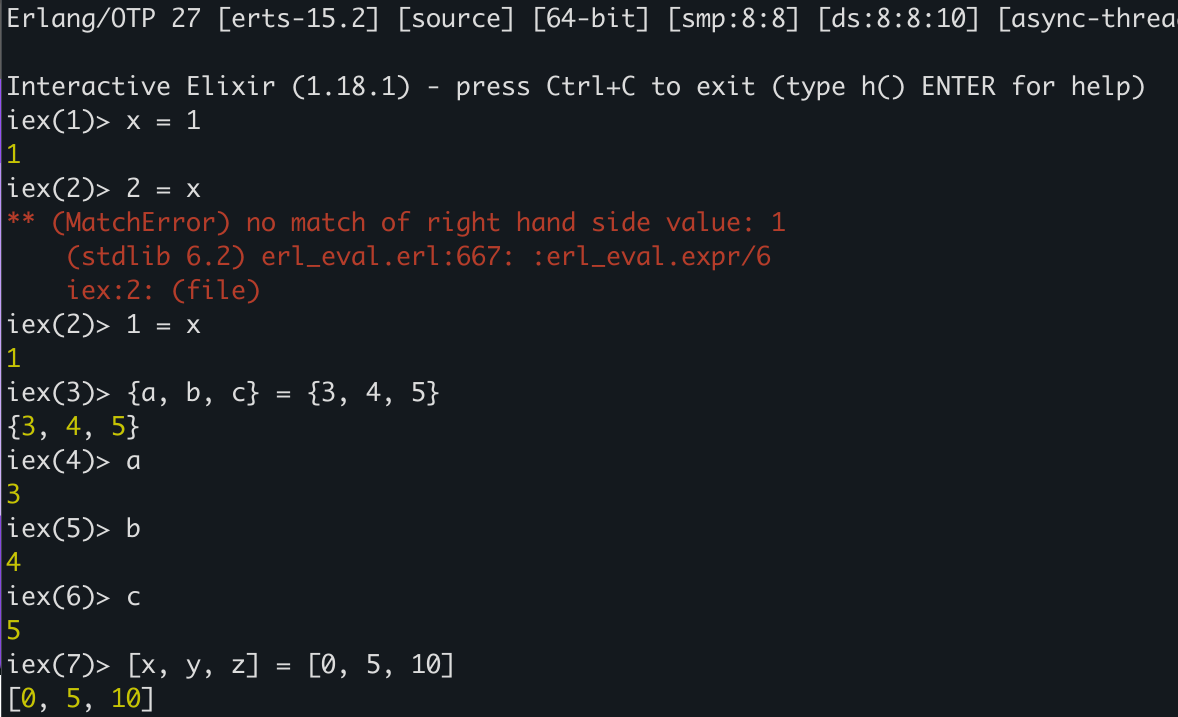 Erlang/OTP 27 [erts-15.2] [source] [64-bit] [smp:8:8] [ds:8:8:10]
Interactive Elixir (1.18.1) - press Ctrl+C to exit (type h() ENTER for help)
iex(1)> x = 1
1
iex(2)> 2 = x
** (MatchError) no match of right hand side value: 1
    (stdlib 6.2) erl_eval.erl:667: :erl_eval.expr/6
    iex:2: (file)
iex(2)> 1 = x
1
iex(3)> {a, b, c} = {3, 4, 5}
{3, 4, 5}
iex(4)> a
3
iex(5)> b
4
iex(6)> c
5
iex(7)> [x, y, z] = [0, 5, 10]
[0, 5, 10]